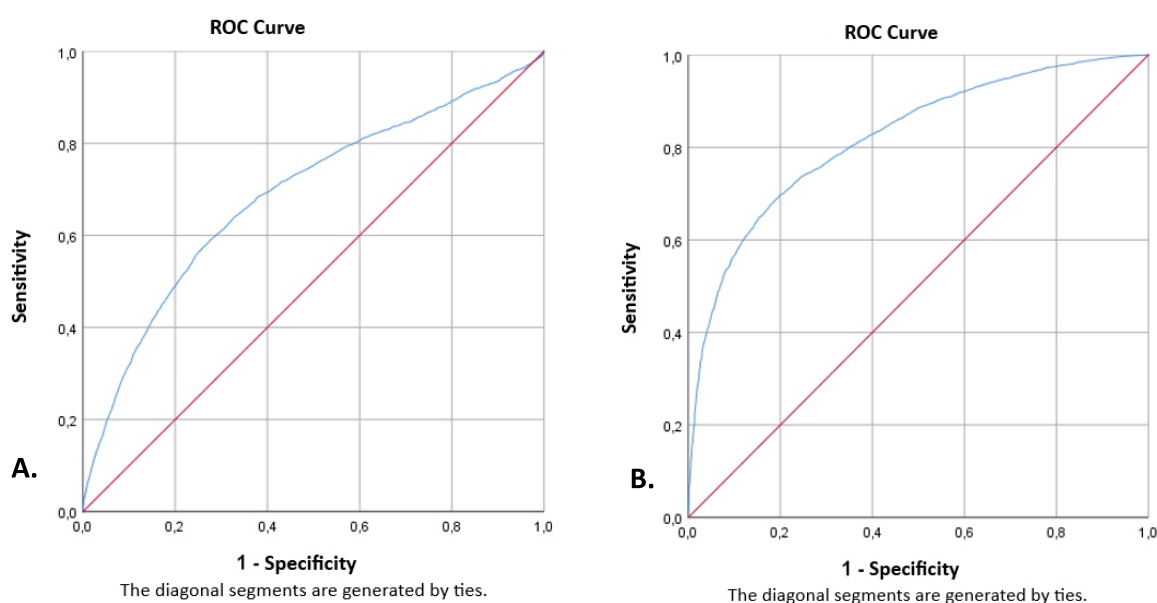 ROC Curve
1,0
0,8
0,6
0,4
0,2
0,0
Sensitivity
A.
0,0 0,2 0,4 0,6 0,8 1,0
1 - Specificity
The diagonal segments are generated by ties.
ROC Curve
1,0
0,8
0,6
0,4
0,2
0,0
Sensitivity
B.
0,0 0,2 0,4 0,6 0,8 1,0
1 - Specificity
The diagonal segments are generated by ties.